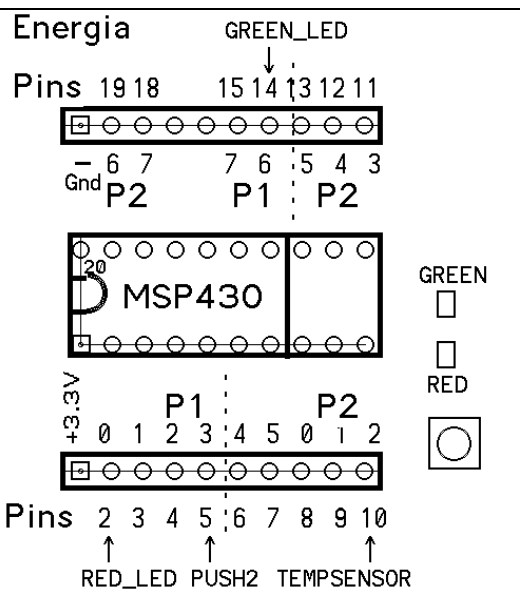 Energia
GREEN_LED
Pins 19 18 15 14 13 12 11
– 6 7 7 6 5 4 3
Gnd P2 P1 P2
20
MSP430
GREEN
RED
+3.3V
P1 P2
0 1 2 3 4 5 0 1 2
Pins 2 3 4 5 6 7 8 9 10
RED_LED PUSH2 TEMPSENSOR